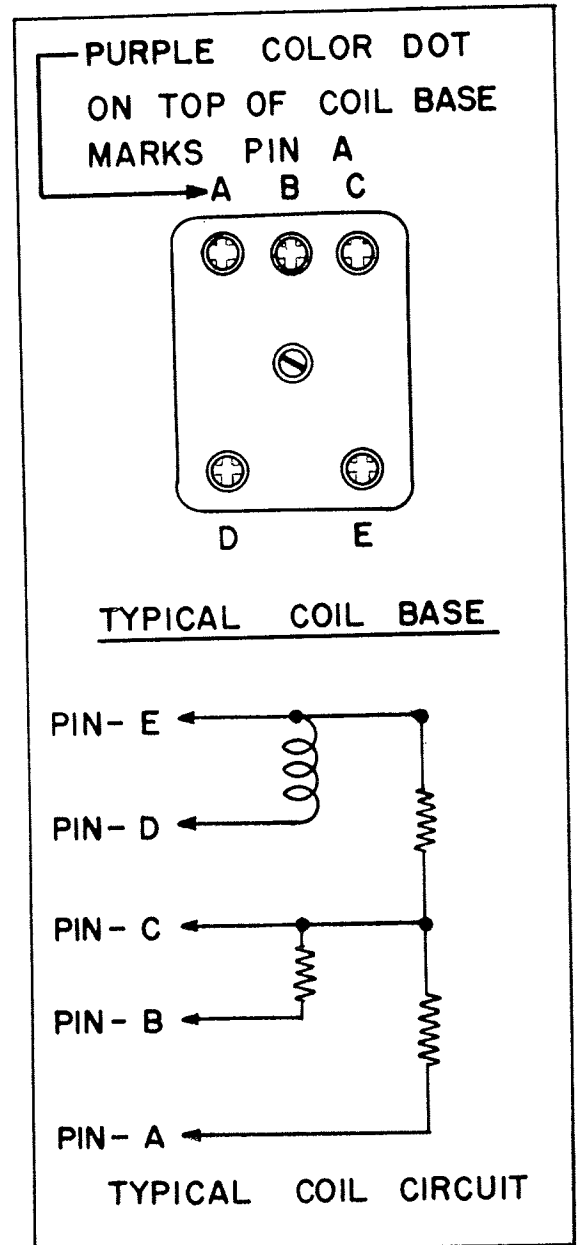 PURPLE COLOR DOT
ON TOP OF COIL BASE
MARKS PIN A
A B C
D E
TYPICAL COIL BASE
PIN- E
PIN- D
PIN- C
PIN- B
PIN- A
TYPICAL COIL CIRCUIT